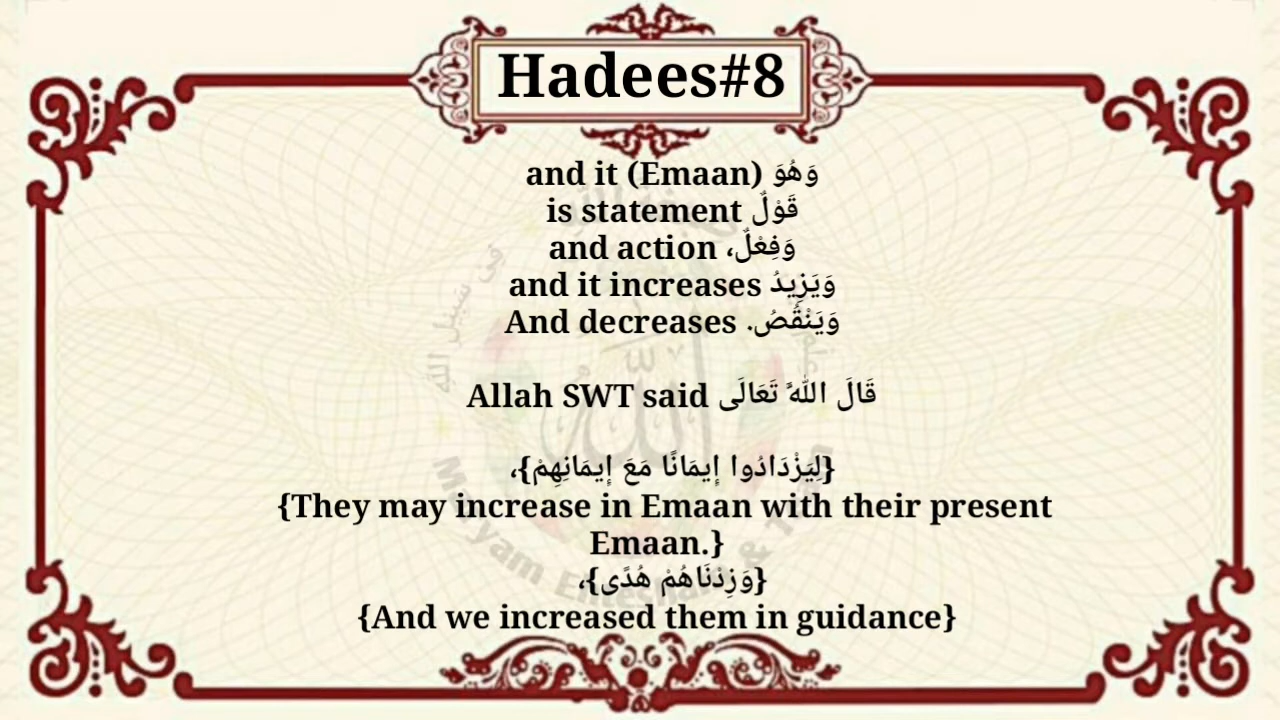 Hadees#8
and it (Emaan) وَهُوَ
is statement قَوْلٌ
and action وَفِعْلٌ،
and it increases وَيَزِيدُ
And decreases وَيَنْقُصُ.
Allah SWT said قَالَ اللَّهُ تَعَالَى
{لِيَزْدَادُوا إِيمَانًا مَعَ إِيمَانِهِمْ}،
{They may increase in Emaan with their present
Emaan.}
{وَزِدْنَاهُمْ هُدًى}،
{And we increased them in guidance}